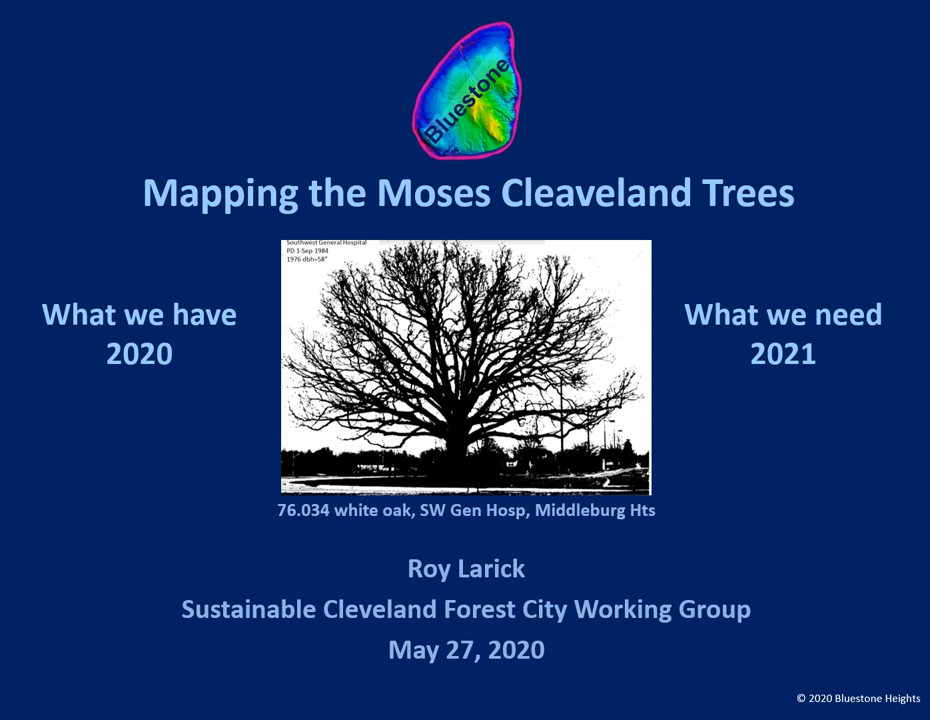 Bluestone
Mapping the Moses Cleaveland Trees
What we have
2020
Southwest General Hospital
PD 1-Sep-1984
1976 dbh=58"
What we need
2021
76.034 white oak, SW Gen Hosp, Middleburg Hts
Roy Larick
Sustainable Cleveland Forest City Working Group
May 27, 2020
© 2020 Bluestone Heights